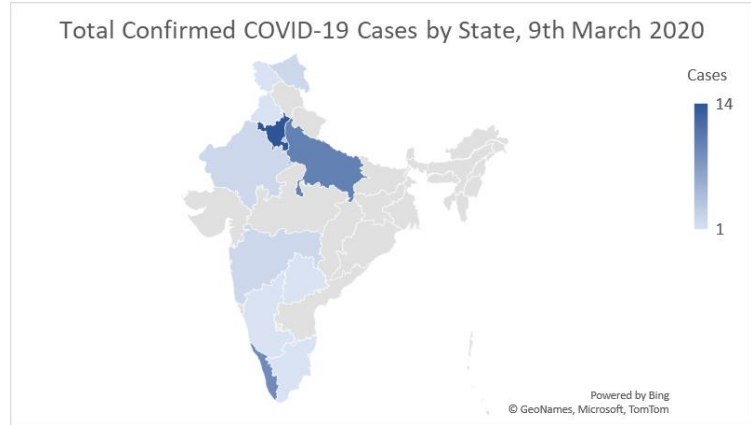 Total Confirmed COVID-19 Cases by State, 9th March 2020
Cases
14
1
Powered by Bing
© GeoNames, Microsoft, TomTom